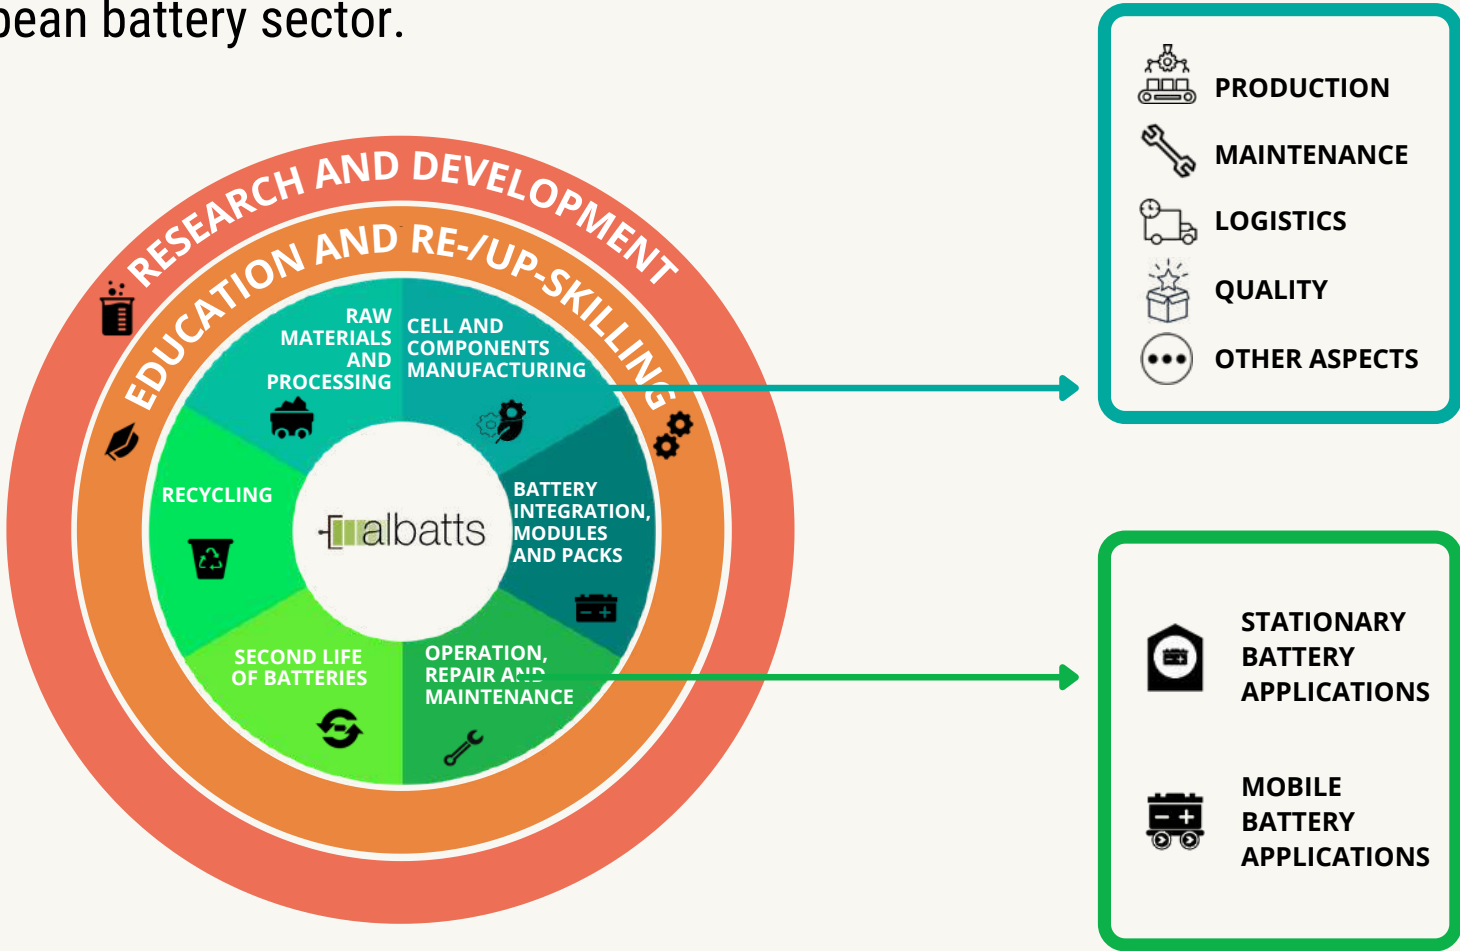 pean battery sector.
RESEARCH AND DEVELOPMENT
EDUCATION AND RE-/UP-SKILLING
RAW
MATERIALS
AND
PROCESSING
CELL AND
COMPONENTS
MANUFACTURING
BATTERY
INTEGRATION,
MODULES
AND PACKS
OPERATION,
REPAIR AND
MAINTENANCE
SECOND LIFE
OF BATTERIES
RECYCLING
albatts
PRODUCTION
MAINTENANCE
LOGISTICS
QUALITY
OTHER ASPECTS
STATIONARY
BATTERY
APPLICATIONS
MOBILE
BATTERY
APPLICATIONS